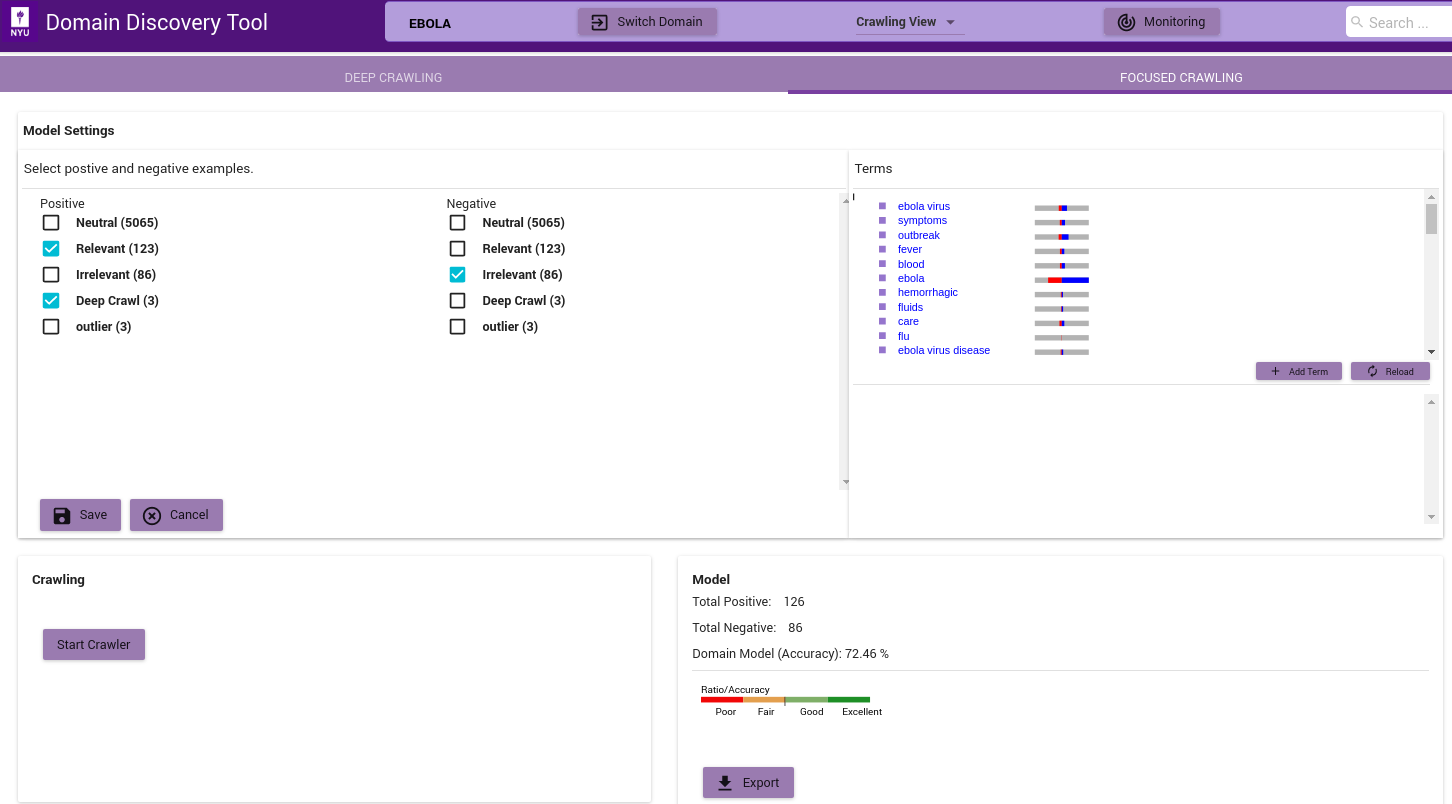 NYU
Domain Discovery Tool
EBOLA
Switch Domain
Crawling View
Monitoring
Search ...
DEEP CRAWLING
FOCUSED CRAWLING
Model Settings
Select postive and negative examples.
Positive
Neutral (5065)
Relevant (123)
Irrelevant (86)
Deep Crawl (3)
outlier (3)
Negative
Neutral (5065)
Relevant (123)
Irrelevant (86)
Deep Crawl (3)
outlier (3)
Save
Cancel
Terms
ebola virus
symptoms
outbreak
fever
blood
ebola
hemorrhagic
fluids
care
flu
ebola virus disease
Add Term
Reload
Crawling
Start Crawler
Model
Total Positive: 126
Total Negative: 86
Domain Model (Accuracy): 72.46 %
Ratio/Accuracy
Poor Fair Good Excellent
Export